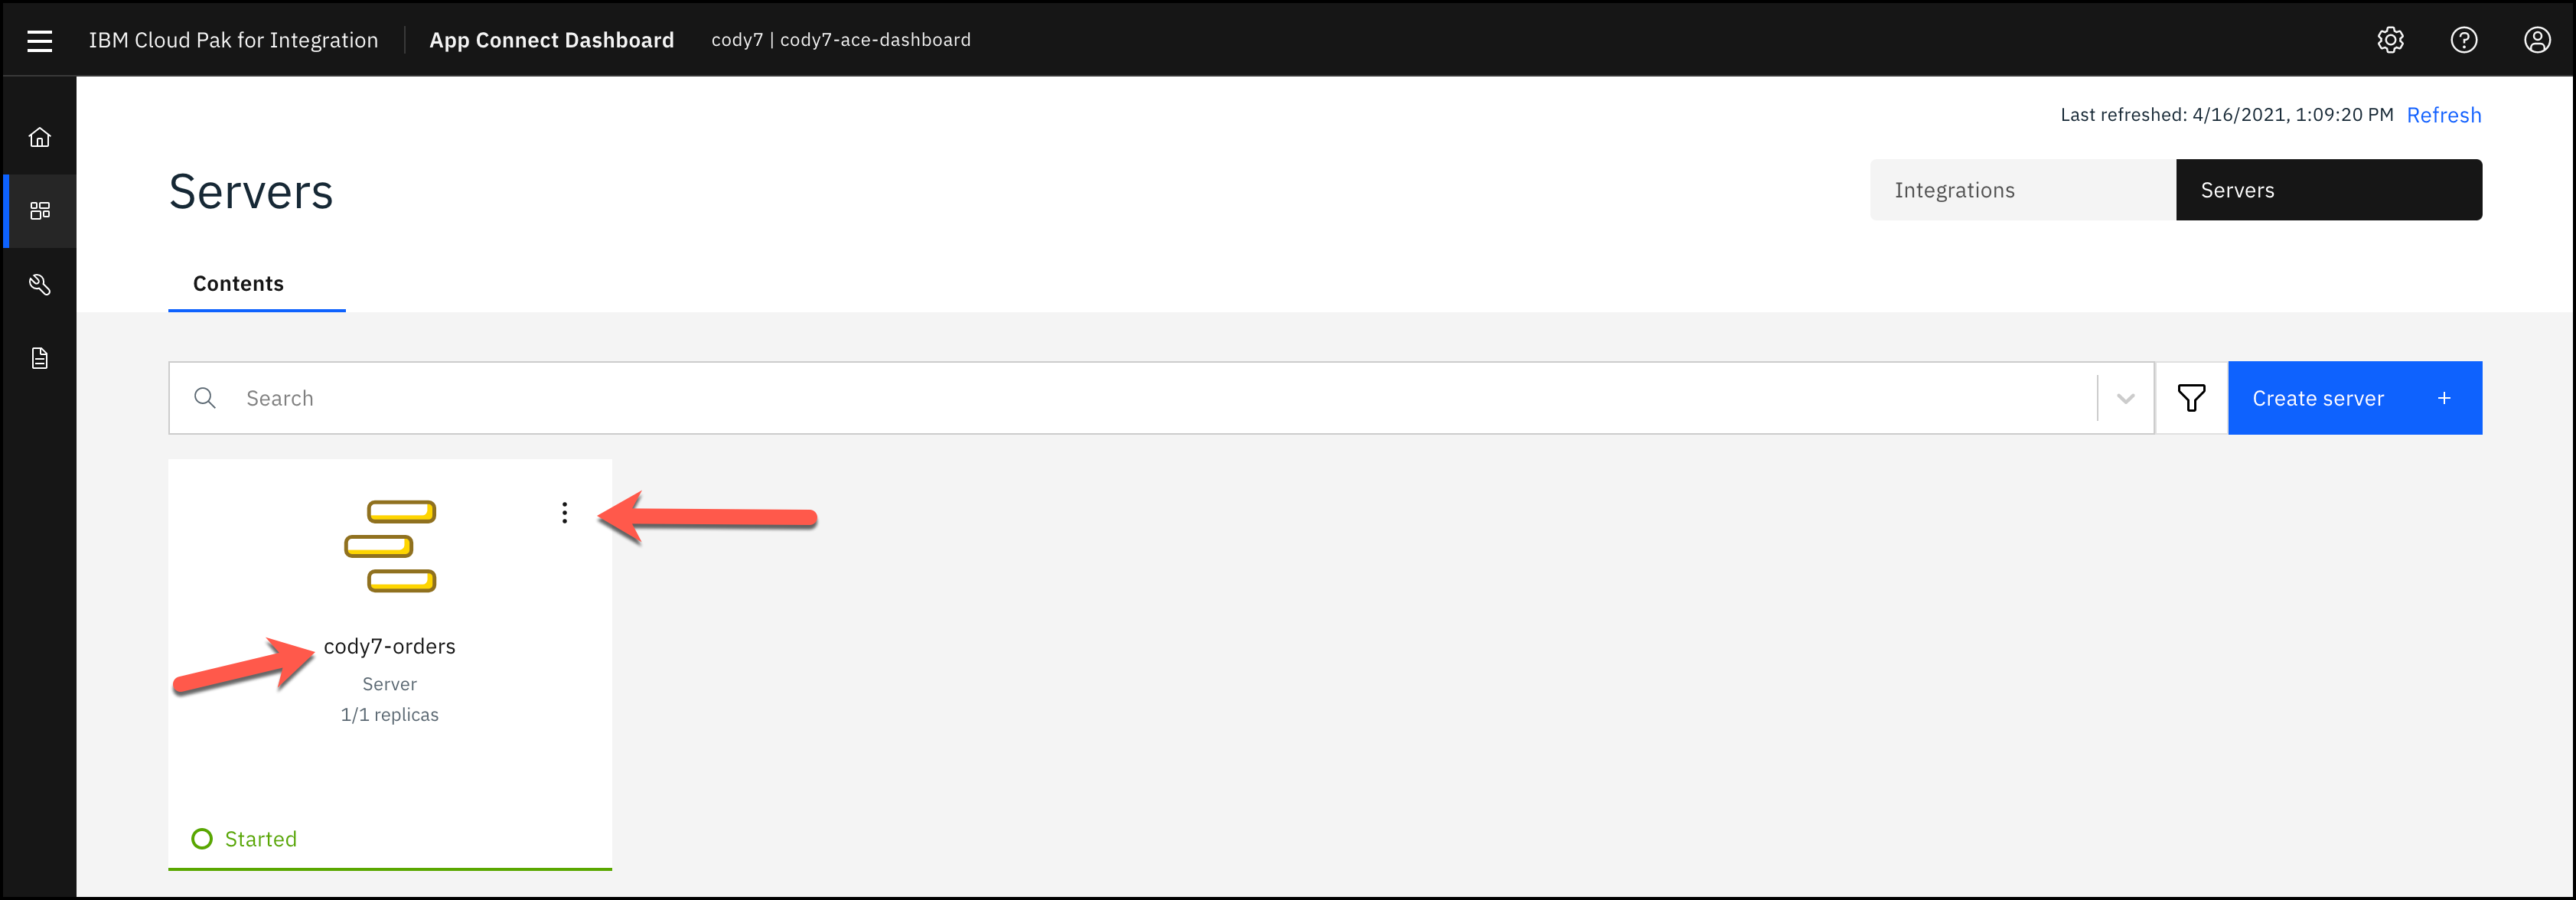 IBM Cloud Pak for Integration App Connect Dashboard cody7 | cody7-ace-dashboard
Last refreshed: 4/16/2021, 1:09:20 PM Refresh
Servers
Integrations
Servers
Contents
Search
Create server +
cody7-orders
Server
1/1 replicas
Started